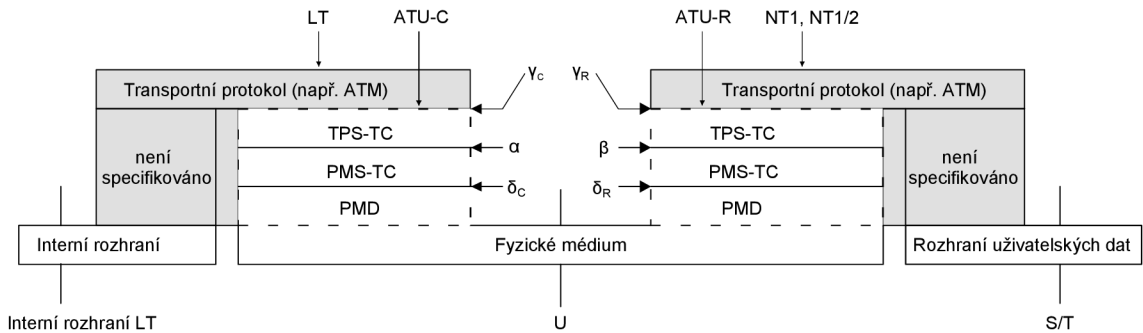 LT
ATU-C
ATU-R
NT1, NT1/2
γC
γR
Transportní protokol (např. ATM)
Transportní protokol (např. ATM)
TPS-TC
α
β
TPS-TC
není
specifikováno
PMS-TC
δC
δR
PMS-TC
není
specifikováno
PMD
PMD
Interní rozhraní
Fyzické médium
Rozhraní uživatelských dat
Interní rozhraní LT
U
S/T